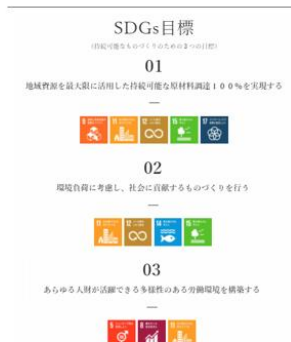 SDGs目標
(持続可能なものづくりのための3つの目標)
01
地域資源を最大限に活用した持続可能な原材料調達100%を実現する
02
環境負荷に考慮し、社会に貢献するものづくりを行う
03
あらゆる人財が活躍できる多様性のある労働環境を構築する